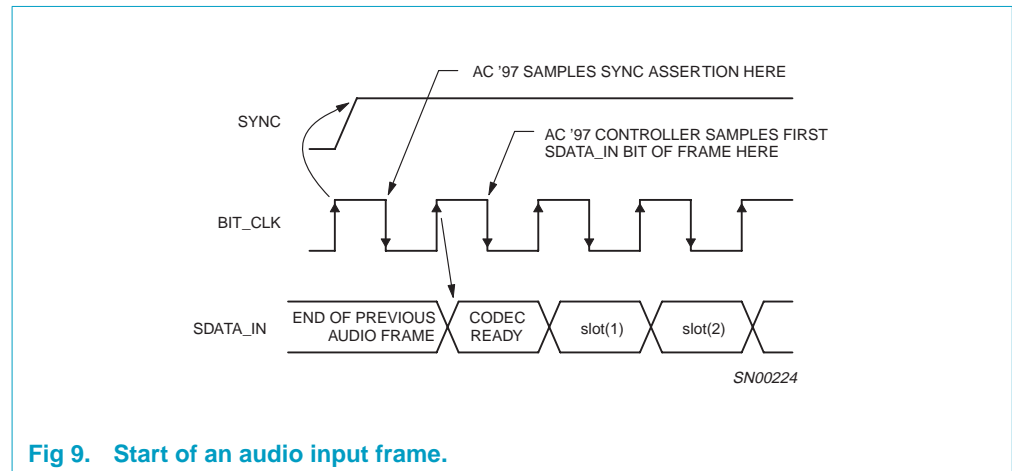 AC '97 SAMPLES SYNC ASSERTION HERE
SYNC
AC '97 CONTROLLER SAMPLES FIRST
SDATA_IN BIT OF FRAME HERE
BIT_CLK
SDATA_IN
END OF PREVIOUS
AUDIO FRAME
CODEC
READY
slot(1)
slot(2)
SN00224
Fig 9. Start of an audio input frame.